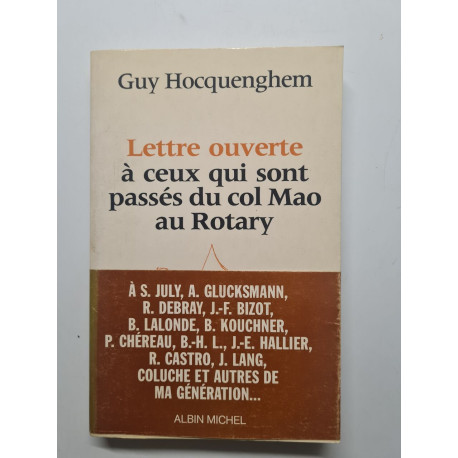 Guy Hocquenghem
Lettre ouverte
à ceux qui sont
passés du col Mao
au Rotary
À S. JULY, A. GLUCKSMANN,
R. DEBRAY, J.-F. BIZOT,
B. LALONDE, B. KOUCHNER,
P. CHÉREAU, B.-H. L., J.-E. HALLIER,
R. CASTRO, J. LANG,
COLUCHE ET AUTRES DE
MA GÉNÉRATION...
ALBIN MICHEL